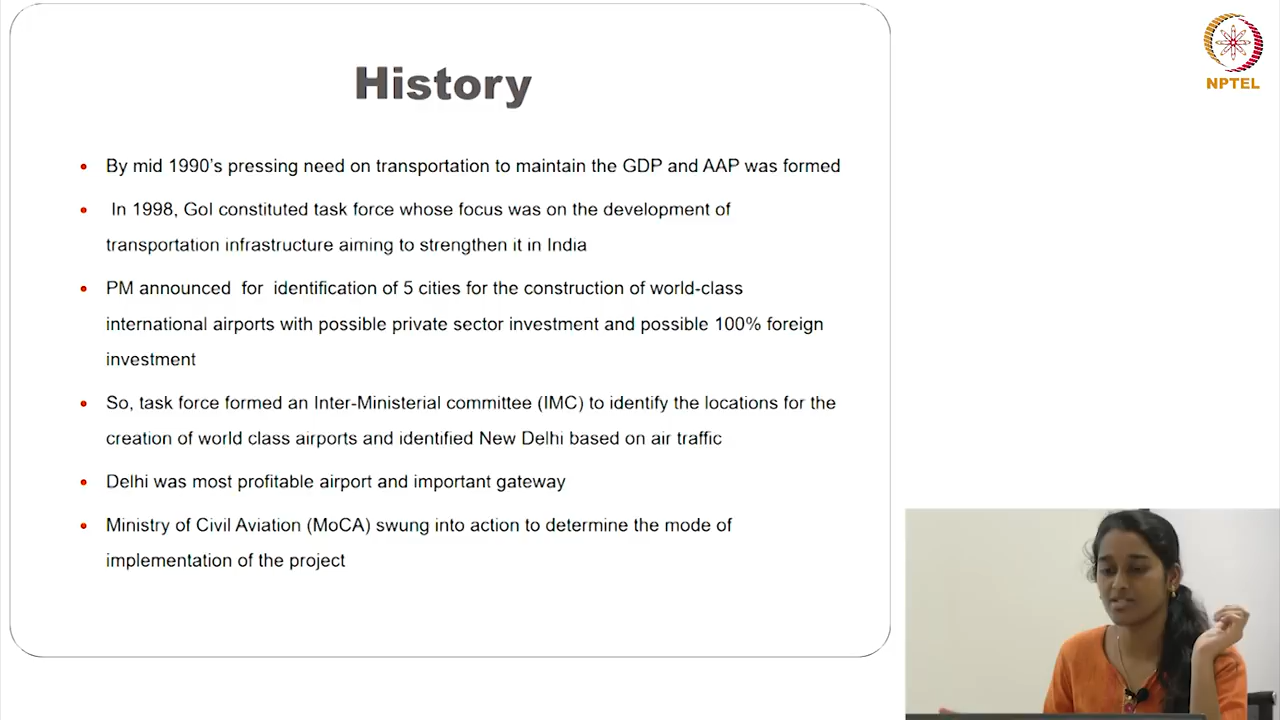 History
NPTEL
• By mid 1990's pressing need on transportation to maintain the GDP and AAP was formed
• In 1998, GoI constituted task force whose focus was on the development of
transportation infrastructure aiming to strengthen it in India
• PM announced for identification of 5 cities for the construction of world-class
international airports with possible private sector investment and possible 100% foreign
investment
• So, task force formed an Inter-Ministerial committee (IMC) to identify the locations for the
creation of world class airports and identified New Delhi based on air traffic
• Delhi was most profitable airport and important gateway
• Ministry of Civil Aviation (MoCA) swung into action to determine the mode of
implementation of the project